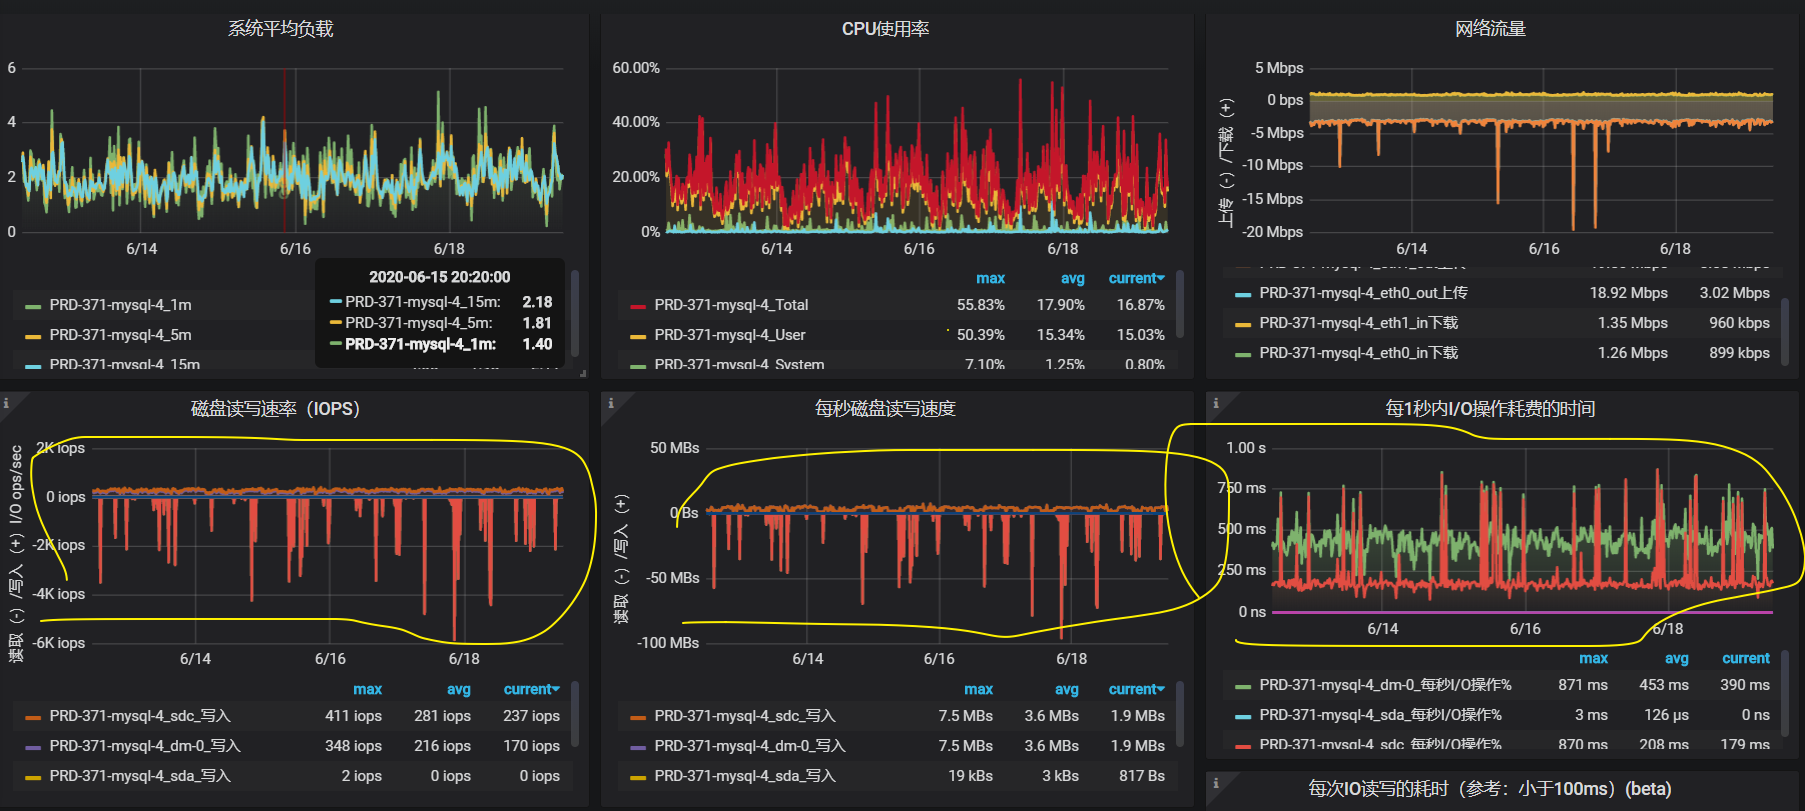 系统平均负载
6
4
2
0
6/14
6/16
6/18
2020-06-15 20:20:00
PRD-371-mysql-4_15m: 2.18
PRD-371-mysql-4_5m: 1.81
PRD-371-mysql-4_1m: 1.40
PRD-371-mysql-4_1m
PRD-371-mysql-4_5m
PRD-371-mysql-4_15m
CPU使用率
60.00%
40.00%
20.00%
0%
6/14
6/16
6/18
max avg current
PRD-371-mysql-4_Total 55.83% 17.90% 16.87%
PRD-371-mysql-4_User 50.39% 15.34% 15.03%
PRD-371-mysql-4_System 7.10% 1.25% 0.80%
网络流量
上传（-）/下载（+）
5 Mbps
0 bps
-5 Mbps
-10 Mbps
-15 Mbps
-20 Mbps
6/14
6/16
6/18
PRD-371-mysql-4_eth0_out上传 18.92 Mbps 3.02 Mbps
PRD-371-mysql-4_eth1_in下载 1.35 Mbps 960 kbps
PRD-371-mysql-4_eth0_in下载 1.26 Mbps 899 kbps
磁盘读写速率（IOPS）
读取（-）/写入（+）I/O ops/sec
2K iops
0 iops
-2K iops
-4K iops
-6K iops
6/14
6/16
6/18
max avg current
PRD-371-mysql-4_sdc_写入 411 iops 281 iops 237 iops
PRD-371-mysql-4_dm-0_写入 348 iops 216 iops 170 iops
PRD-371-mysql-4_sda_写入 2 iops 0 iops 0 iops
每秒磁盘读写速度
读取（-）/写入（+）
50 MBs
0 Bs
-50 MBs
-100 MBs
6/14
6/16
6/18
max avg current
PRD-371-mysql-4_sdc_写入 7.5 MBs 3.6 MBs 1.9 MBs
PRD-371-mysql-4_dm-0_写入 7.5 MBs 3.6 MBs 1.9 MBs
PRD-371-mysql-4_sda_写入 19 kBs 3 kBs 817 Bs
每1秒内I/O操作耗费的时间
1.00 s
750 ms
500 ms
250 ms
0 ns
6/14
6/16
6/18
max avg current
PRD-371-mysql-4_dm-0_每秒I/O操作% 871 ms 453 ms 390 ms
PRD-371-mysql-4_sda_每秒I/O操作% 3 ms 126 µs 0 ns
PRD-371-mysql-4_sdc_每秒I/O操作% 870 ms 208 ms 179 ms
每次IO读写的耗时（参考：小于100ms）(beta)